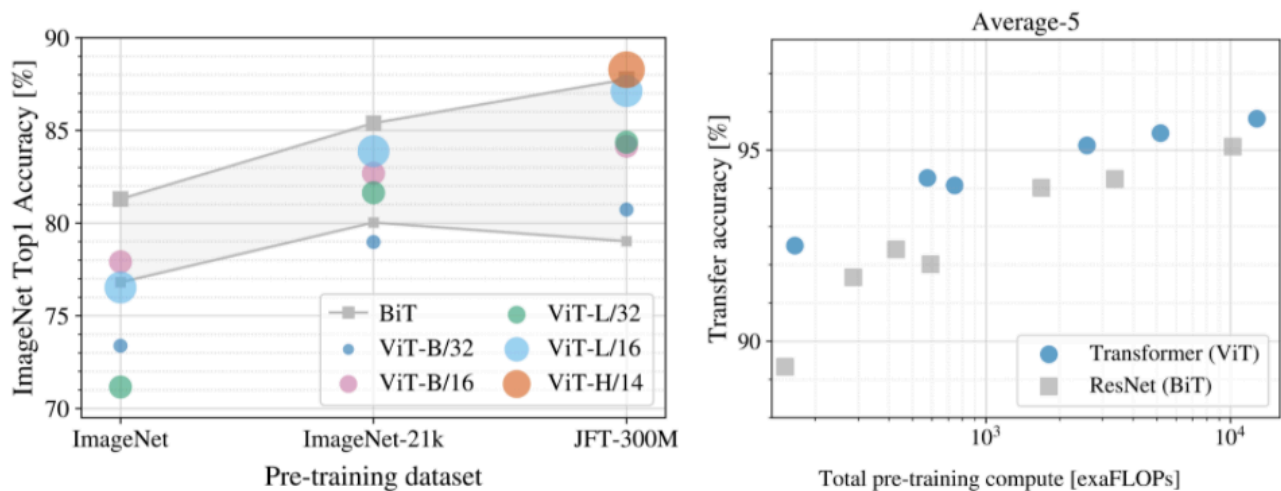 ImageNet Top1 Accuracy [%]
90
85
80
75
70
BiT
ViT-B/32
ViT-B/16
ViT-L/32
ViT-L/16
ViT-H/14
ImageNet
ImageNet-21k
JFT-300M
Pre-training dataset
Average-5
Transfer accuracy [%]
95
90
Transformer (ViT)
ResNet (BiT)
10³
10⁴
Total pre-training compute [exaFLOPs]